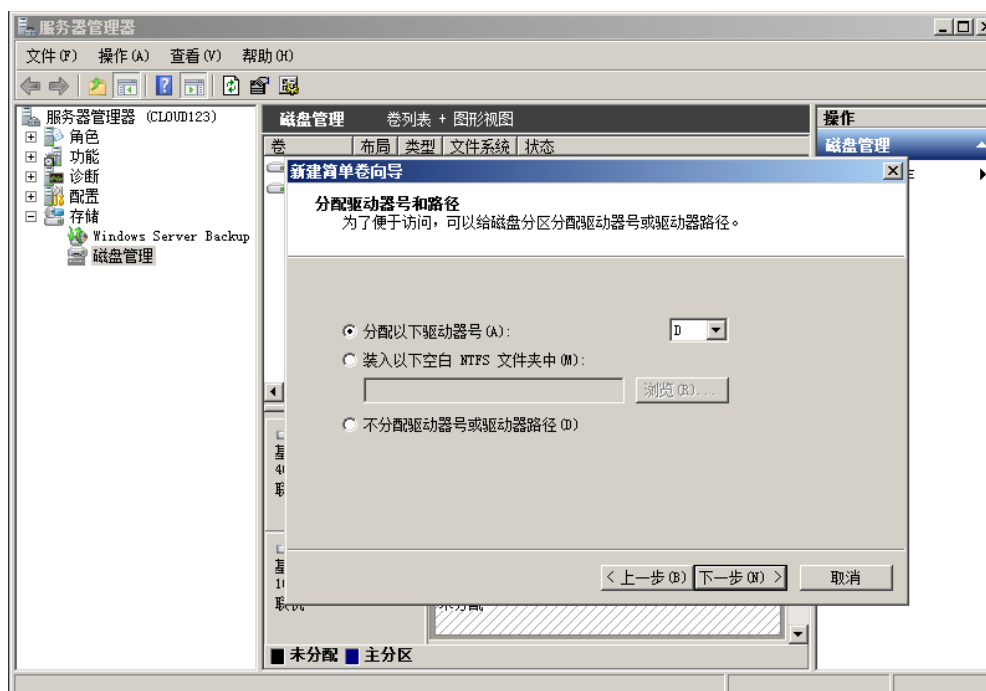 服务器管理器
文件(F) 操作(A) 查看(V) 帮助(H)
服务器管理器 (CLOUD123)
角色
功能
诊断
配置
存储
Windows Server Backup
磁盘管理
磁盘管理 卷列表 + 图形视图
卷 布局 类型 文件系统 状态
操作
磁盘管理
新建简单卷向导
分配驱动器号和路径
为了便于访问，可以给磁盘分区分配驱动器号或驱动器路径。
分配以下驱动器号(A): D
装入以下空白 NTFS 文件夹中(M):
浏览(R)...
不分配驱动器号或驱动器路径(D)
< 上一步(B) 下一步(N) > 取消
未分配 主分区